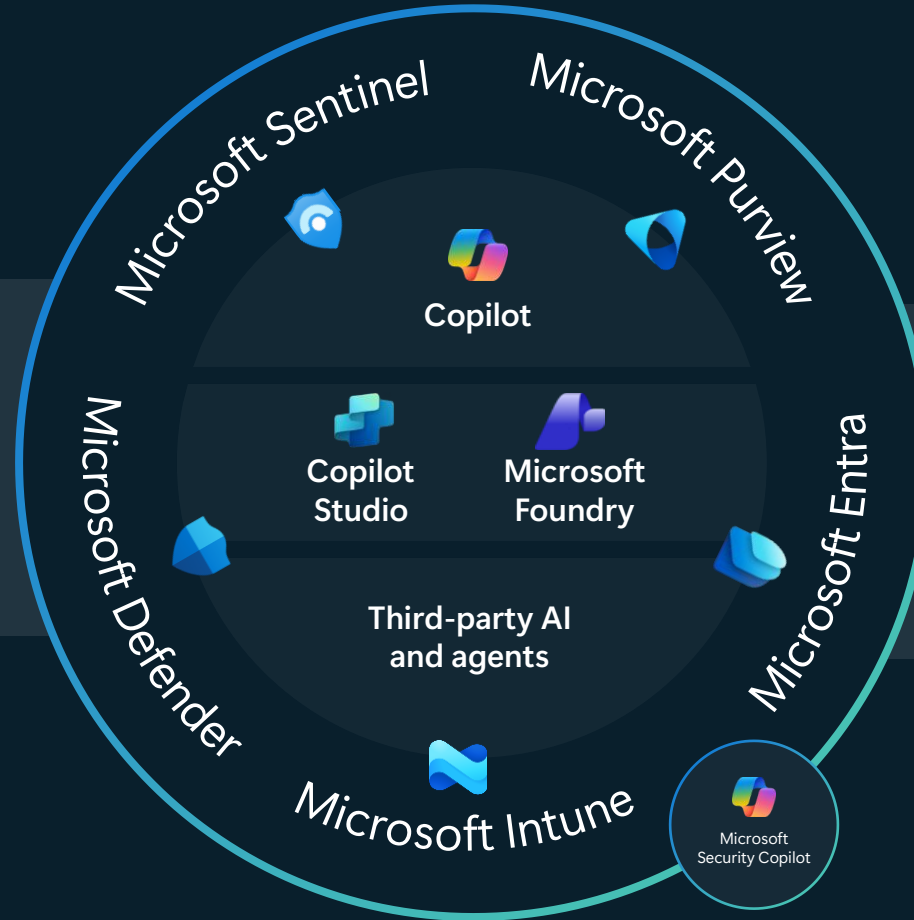 Microsoft Sentinel
Microsoft Purview
Copilot
Microsoft Defender
Copilot
Studio
Microsoft
Foundry
Microsoft Entra
Third-party AI
and agents
Microsoft Intune
Microsoft
Security Copilot